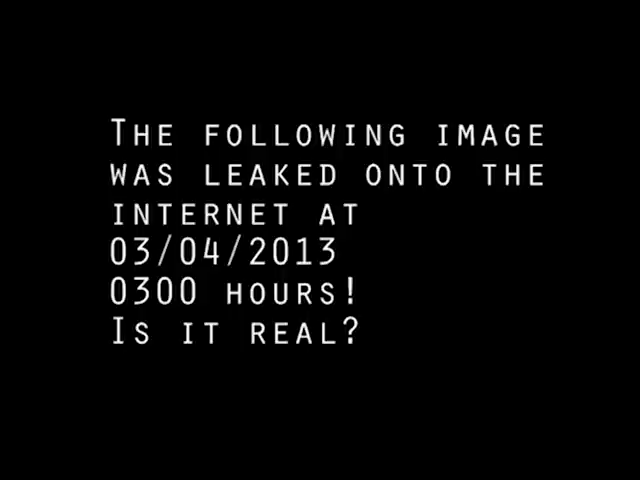 The following image
was leaked onto the
internet at
03/04/2013
0300 hours!
Is it real?